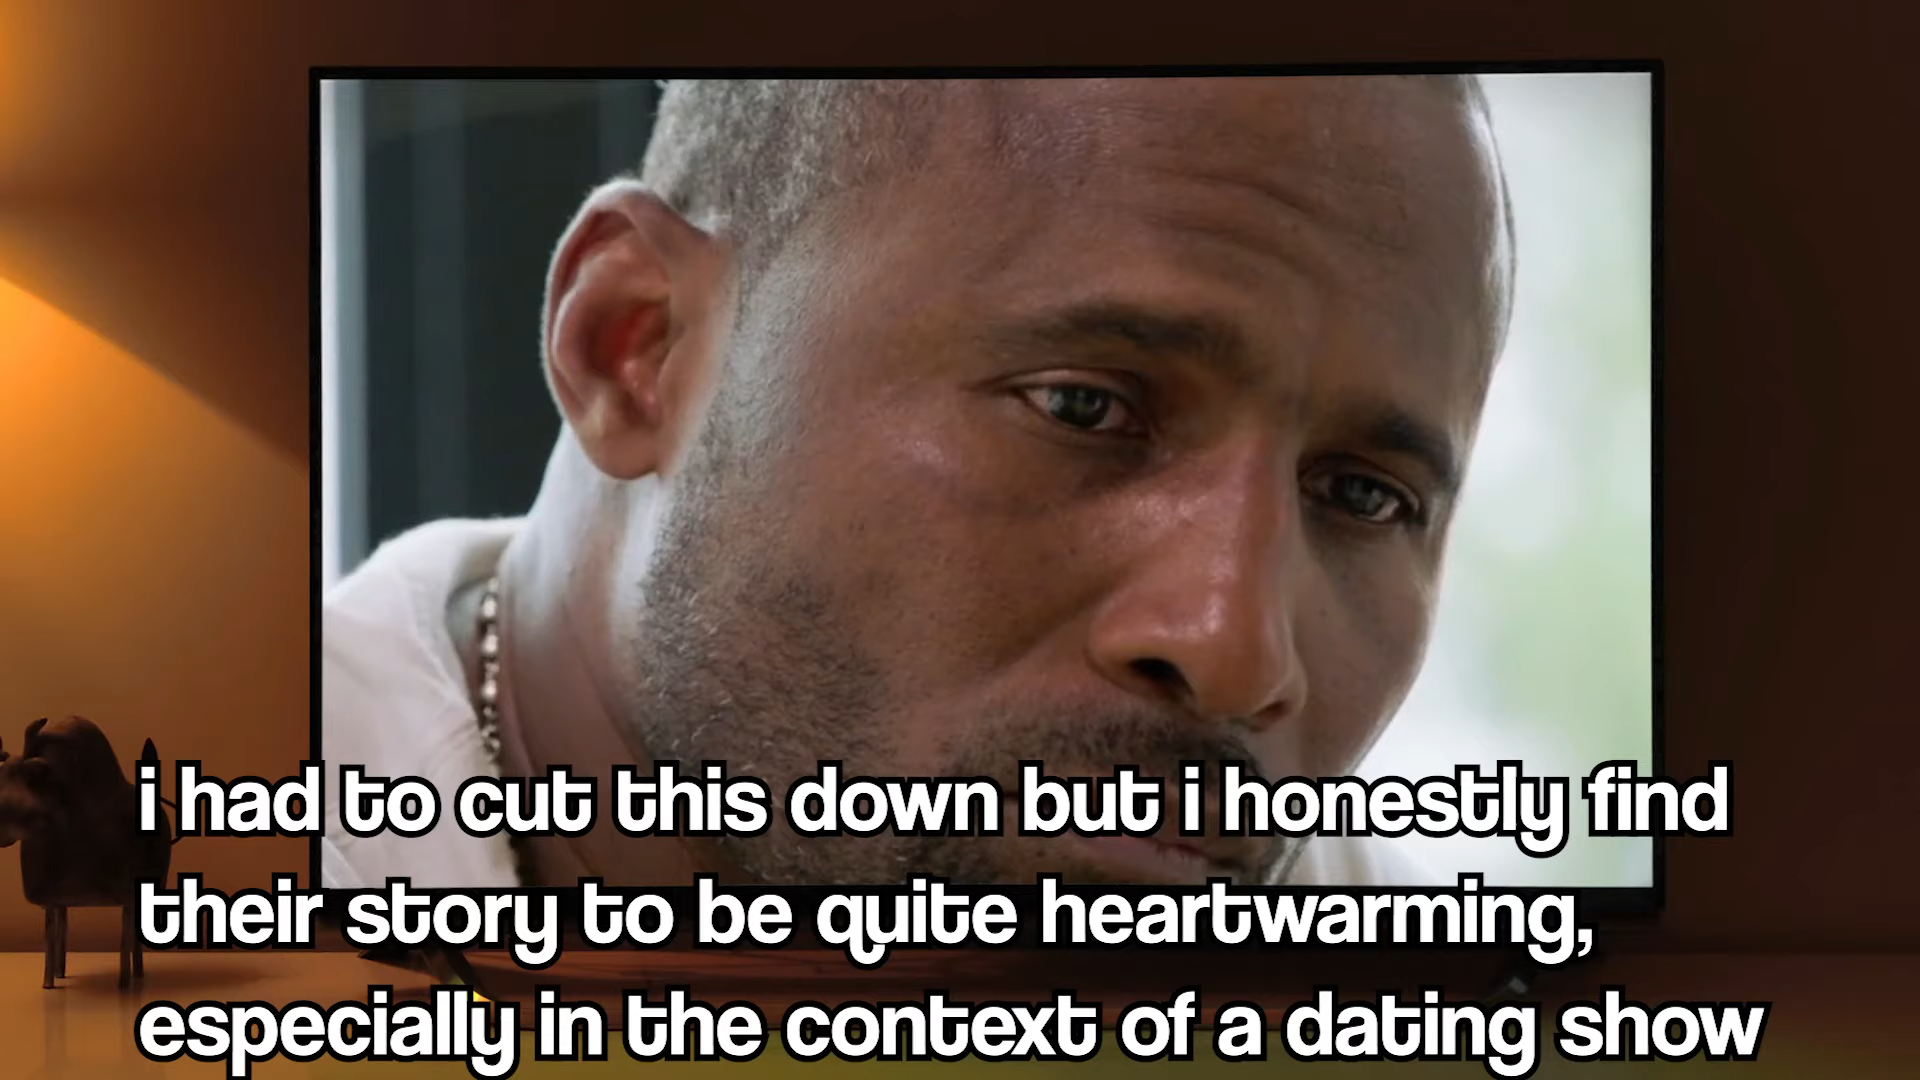 i had to cut this down but i honestly find
their story to be quite heartwarming,
especially in the context of a dating show